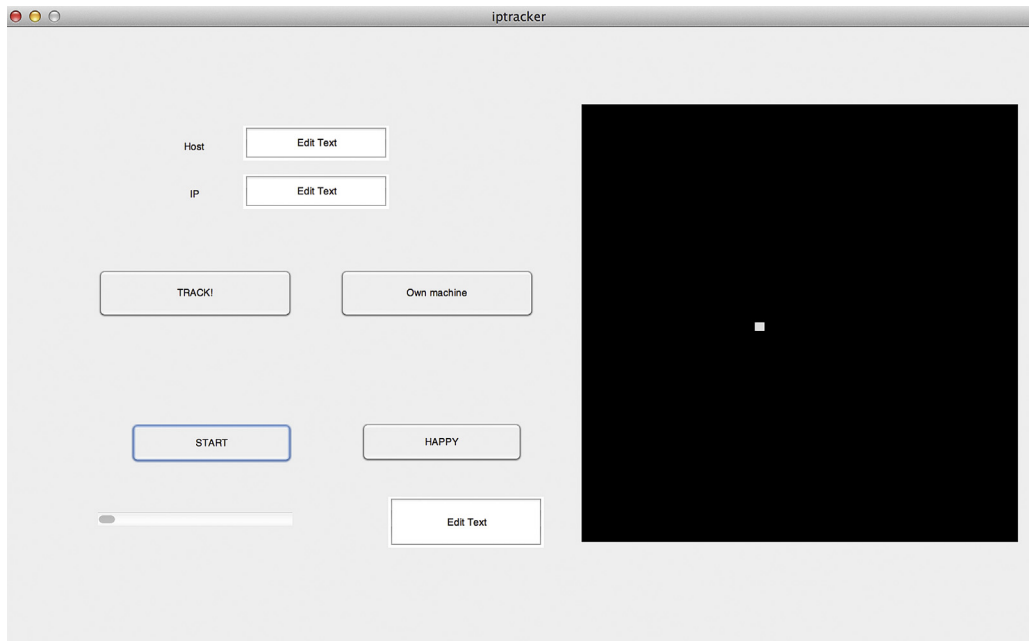 iptracker
Host
Edit Text
IP
Edit Text
TRACK!
Own machine
START
HAPPY
Edit Text